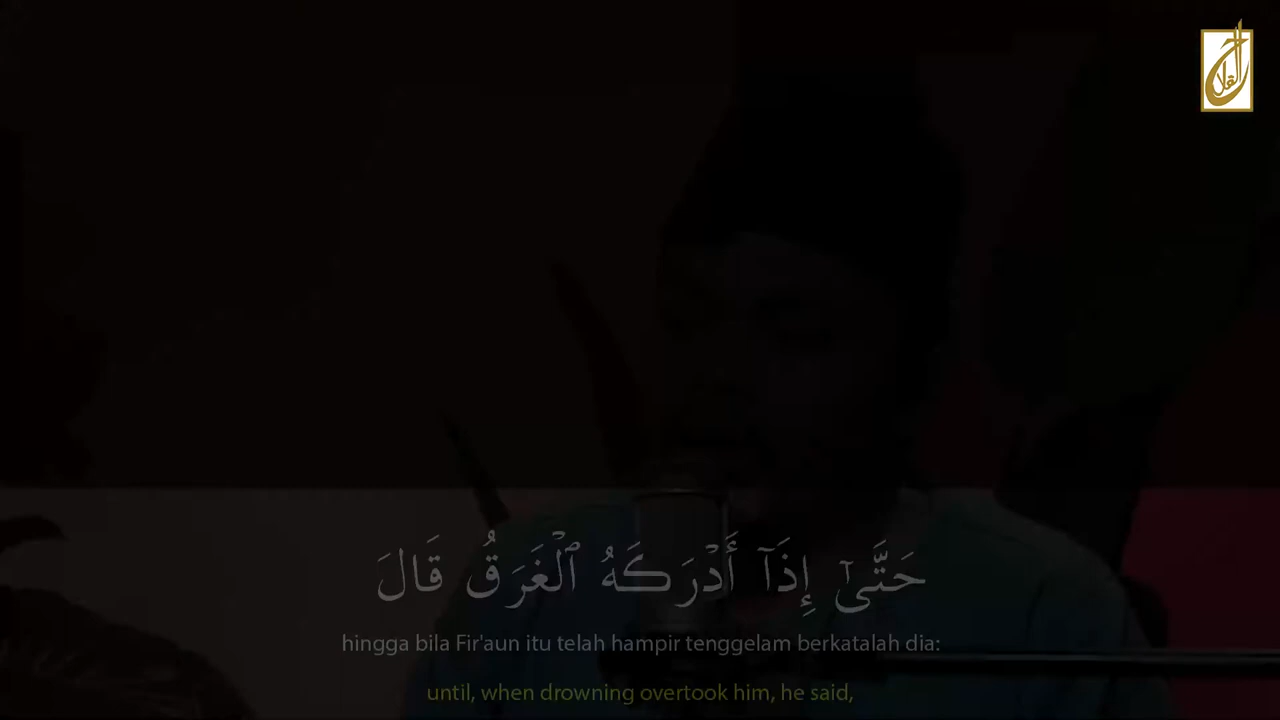 الفلاح
حَتَّىٰٓ إِذَآ أَدْرَكَهُ ٱلْغَرَقُ قَالَ
hingga bila Fir'aun itu telah hampir tenggelam berkatalah dia:
until, when drowning overtook him, he said,